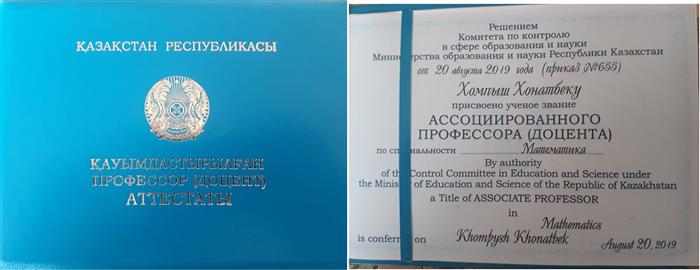 ҚАЗАҚСТАН РЕСПУБЛИКАСЫ
ҚАУЫМДАСТЫРЫЛҒАН
ПРОФЕССОР (ДОЦЕНТ)
АТТЕСТАТЫ
Решением
Комитета по контролю
в сфере образования и науки
Министерства образования и науки Республики Казахстан
от 20 августа 2019 года (приказ №655)
Хомпыш Хонатбеку
присвоено ученое звание
АССОЦИИРОВАННОГО
ПРОФЕССОРА (ДОЦЕНТА)
по специальности Математика
By authority
of the Control Committee in Education and Science under
the Ministry of Education and Science of the Republic of Kazakhstan
a Title of ASSOCIATE PROFESSOR
in
Mathematics
is conferred on Khompysh Khonatbek
August 20, 2019